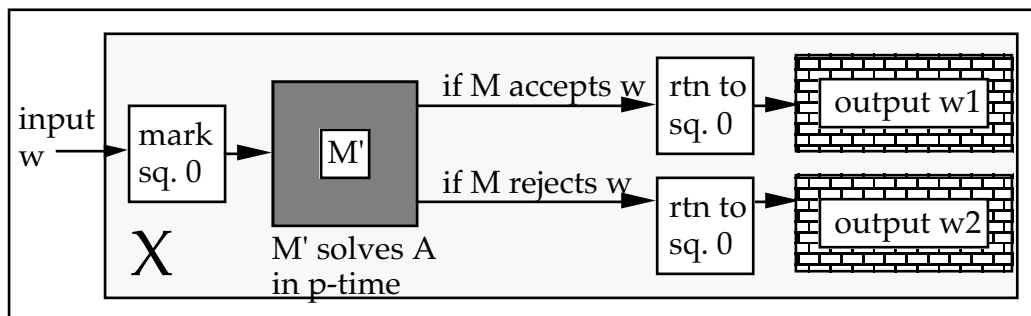 input
w
mark
sq. 0
M'
M' solves A
in p-time
X
if M accepts w
rtn to
sq. 0
output w1
if M rejects w
rtn to
sq. 0
output w2